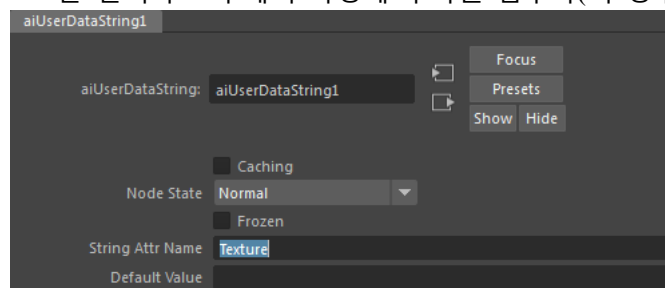 aiUserDataString1
Focus
aiUserDataString: aiUserDataString1
Presets
Show Hide
Caching
Node State Normal
Frozen
String Attr Name Texture
Default Value